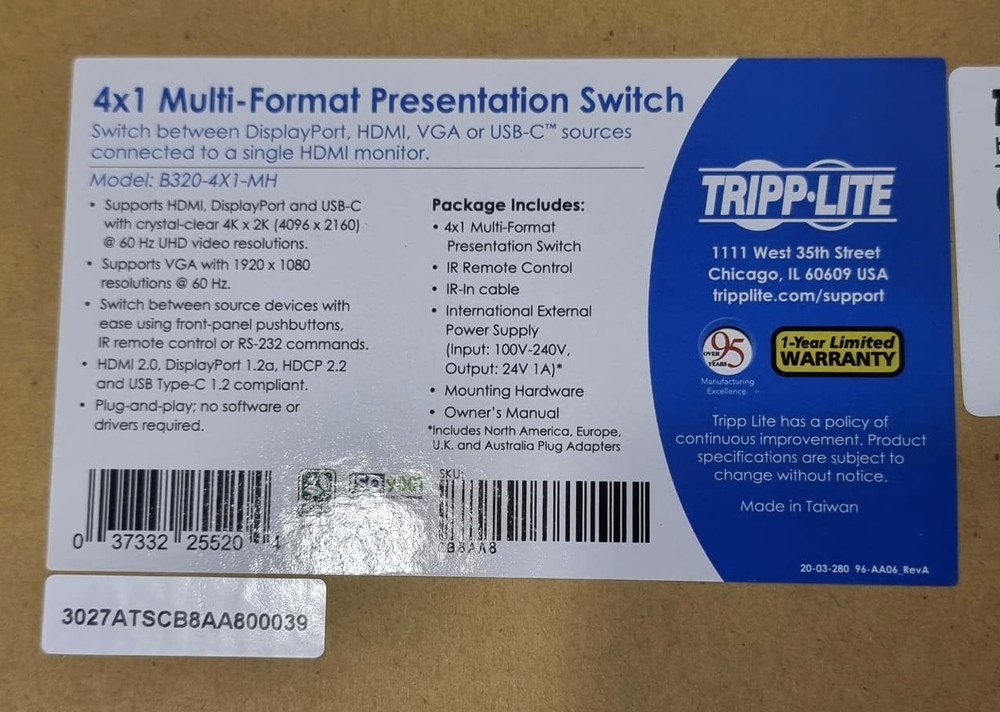 4x1 Multi-Format Presentation Switch
Switch between DisplayPort, HDMI, VGA or USB-C™ sources
connected to a single HDMI monitor.
Model: B320-4X1-MH
• Supports HDMI, DisplayPort and USB-C
with crystal-clear 4K x 2K (4096 x 2160)
@ 60 Hz UHD video resolutions.
• Supports VGA with 1920 x 1080
resolutions @ 60 Hz.
• Switch between source devices with
ease using front-panel pushbuttons,
IR remote control or RS-232 commands.
• HDMI 2.0, DisplayPort 1.2a, HDCP 2.2
and USB Type-C 1.2 compliant.
• Plug-and-play; no software or
drivers required.
Package Includes:
• 4x1 Multi-Format
Presentation Switch
• IR Remote Control
• IR-In cable
• International External
Power Supply
(Input: 100V-240V,
Output: 24V 1A)*
• Mounting Hardware
• Owner's Manual
*Includes North America, Europe,
U.K. and Australia Plug Adapters
0 37332 25520 4
ISO 9001
SKU:
TRIPP·LITE
1111 West 35th Street
Chicago, IL 60609 USA
tripplite.com/support
OVER 95 YEARS
Manufacturing
Excellence
1-Year Limited
WARRANTY
Tripp Lite has a policy of
continuous improvement. Product
specifications are subject to
change without notice.
Made in Taiwan
20-03-280 96-AA06_RevA
3027ATSCB8AA800039